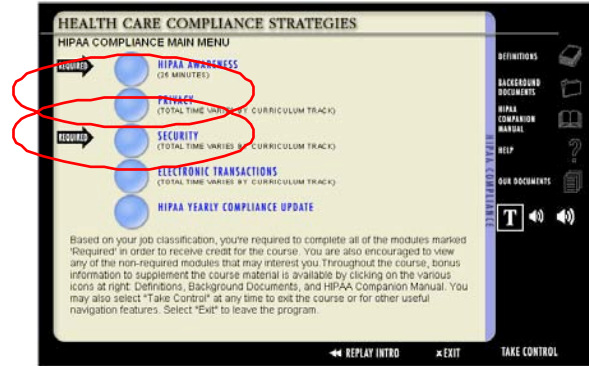 HEALTH CARE COMPLIANCE STRATEGIES
HIPAA COMPLIANCE MAIN MENU
REQUIRED
HIPAA AWARENESS
(26 MINUTES)
PRIVACY
(TOTAL TIME VARIES BY CURRICULUM TRACK)
REQUIRED
SECURITY
(TOTAL TIME VARIES BY CURRICULUM TRACK)
ELECTRONIC TRANSACTIONS
(TOTAL TIME VARIES BY CURRICULUM TRACK)
HIPAA YEARLY COMPLIANCE UPDATE
Based on your job classification, you're required to complete all of the modules marked
'Required' in order to receive credit for the course. You are also encouraged to view
any of the non-required modules that may interest you. Throughout the course, bonus
information to supplement the course material is available by clicking on the various
icons at right: Definitions, Background Documents, and HIPAA Companion Manual. You
may also select "Take Control" at any time to exit the course or for other useful
navigation features. Select "Exit" to leave the program.
HIPAA COMPLIANCE
DEFINITIONS
BACKGROUND
DOCUMENTS
HIPAA
COMPANION
MANUAL
HELP
?
OUR DOCUMENTS
T
REPLAY INTRO
x EXIT
TAKE CONTROL